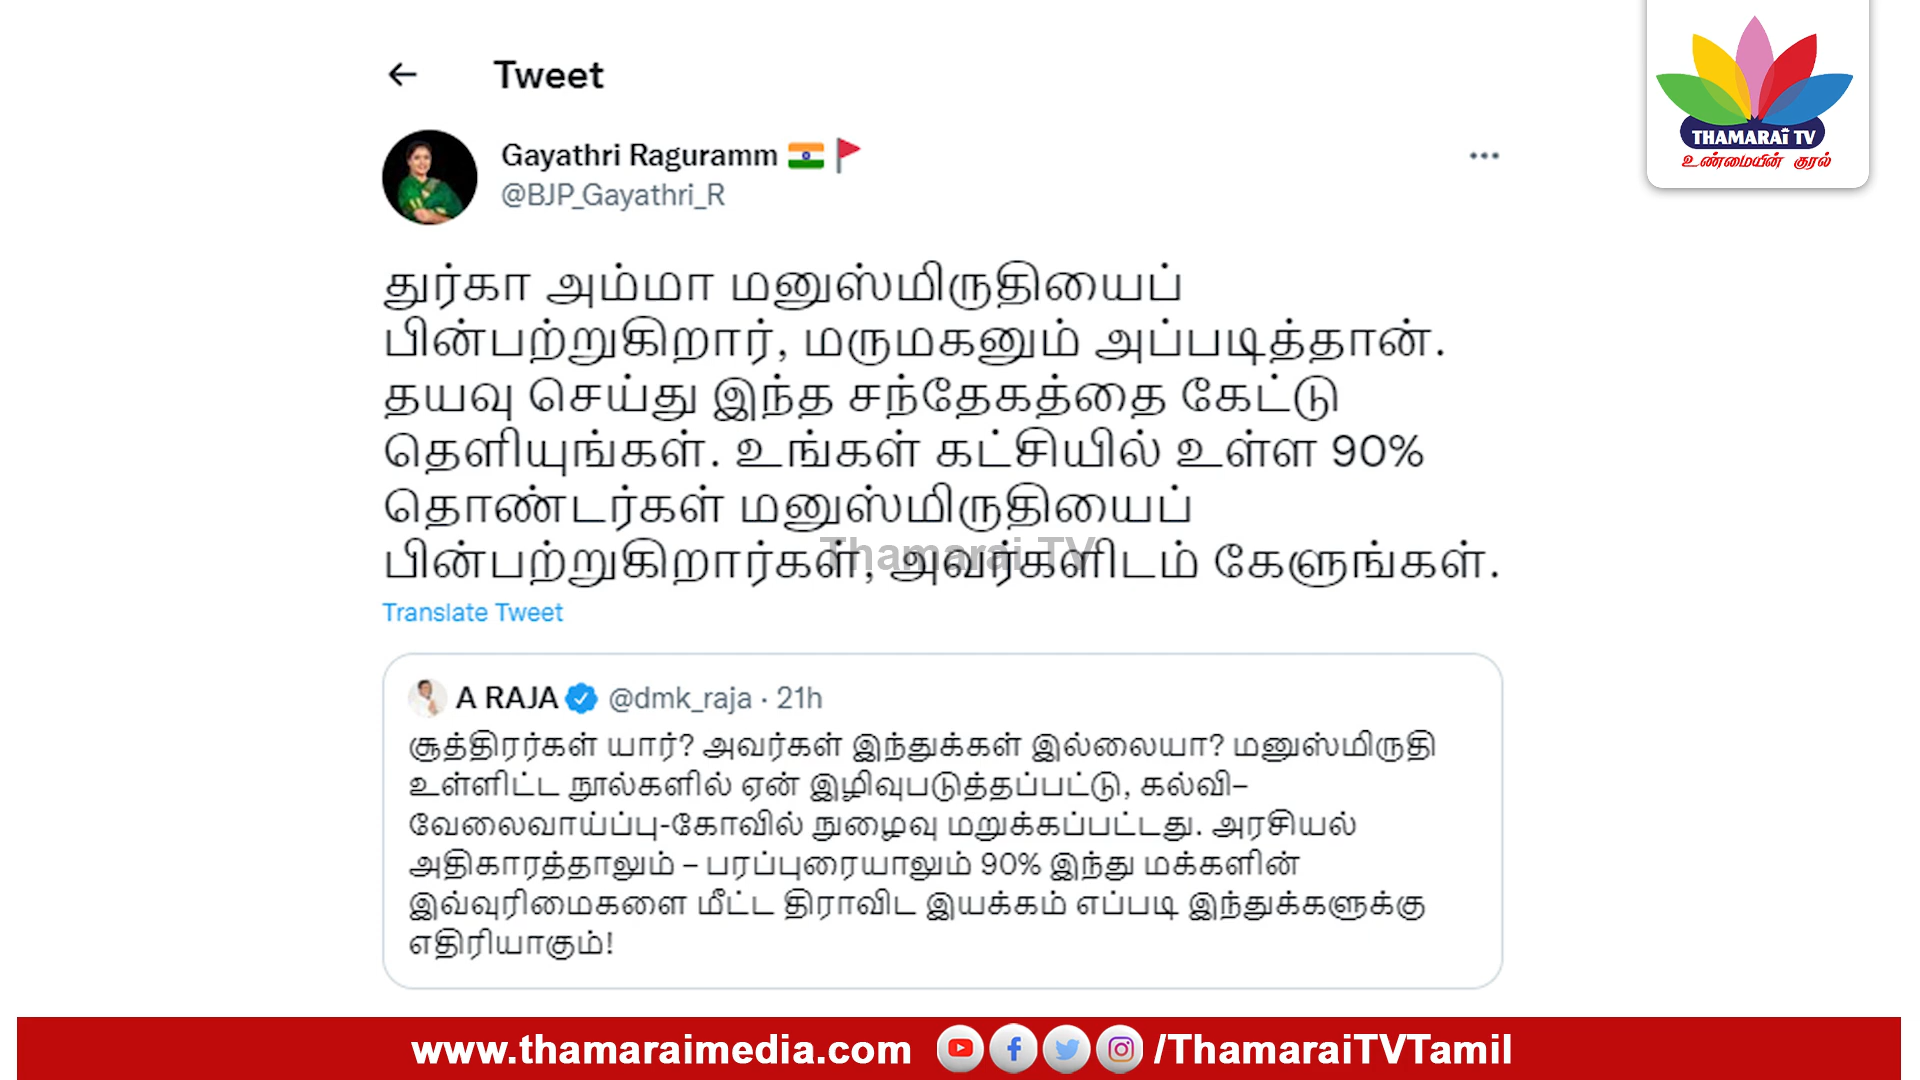 Tweet
THAMARAI TV
உண்மையின் குரல்
Gayathri Raguramm
@BJP_Gayathri_R
துர்கா அம்மா மனுஸ்மிருதியைப்
பின்பற்றுகிறார், மருமகனும் அப்படித்தான்.
தயவு செய்து இந்த சந்தேகத்தை கேட்டு
தெளியுங்கள். உங்கள் கட்சியில் உள்ள 90%
தொண்டர்கள் மனுஸ்மிருதியைப்
பின்பற்றுகிறார்கள், அவர்களிடம் கேளுங்கள்.
Thamarai TV
Translate Tweet
A RAJA @dmk_raja · 21h
சூத்திரர்கள் யார்? அவர்கள் இந்துக்கள் இல்லையா? மனுஸ்மிருதி
உள்ளிட்ட நூல்களில் ஏன் இழிவுபடுத்தப்பட்டு, கல்வி–
வேலைவாய்ப்பு-கோவில் நுழைவு மறுக்கப்பட்டது. அரசியல்
அதிகாரத்தாலும் – பரப்புரையாலும் 90% இந்து மக்களின்
இவ்வுரிமைகளை மீட்ட திராவிட இயக்கம் எப்படி இந்துக்களுக்கு
எதிரியாகும்!
www.thamaraimedia.com /ThamaraiTVTamil